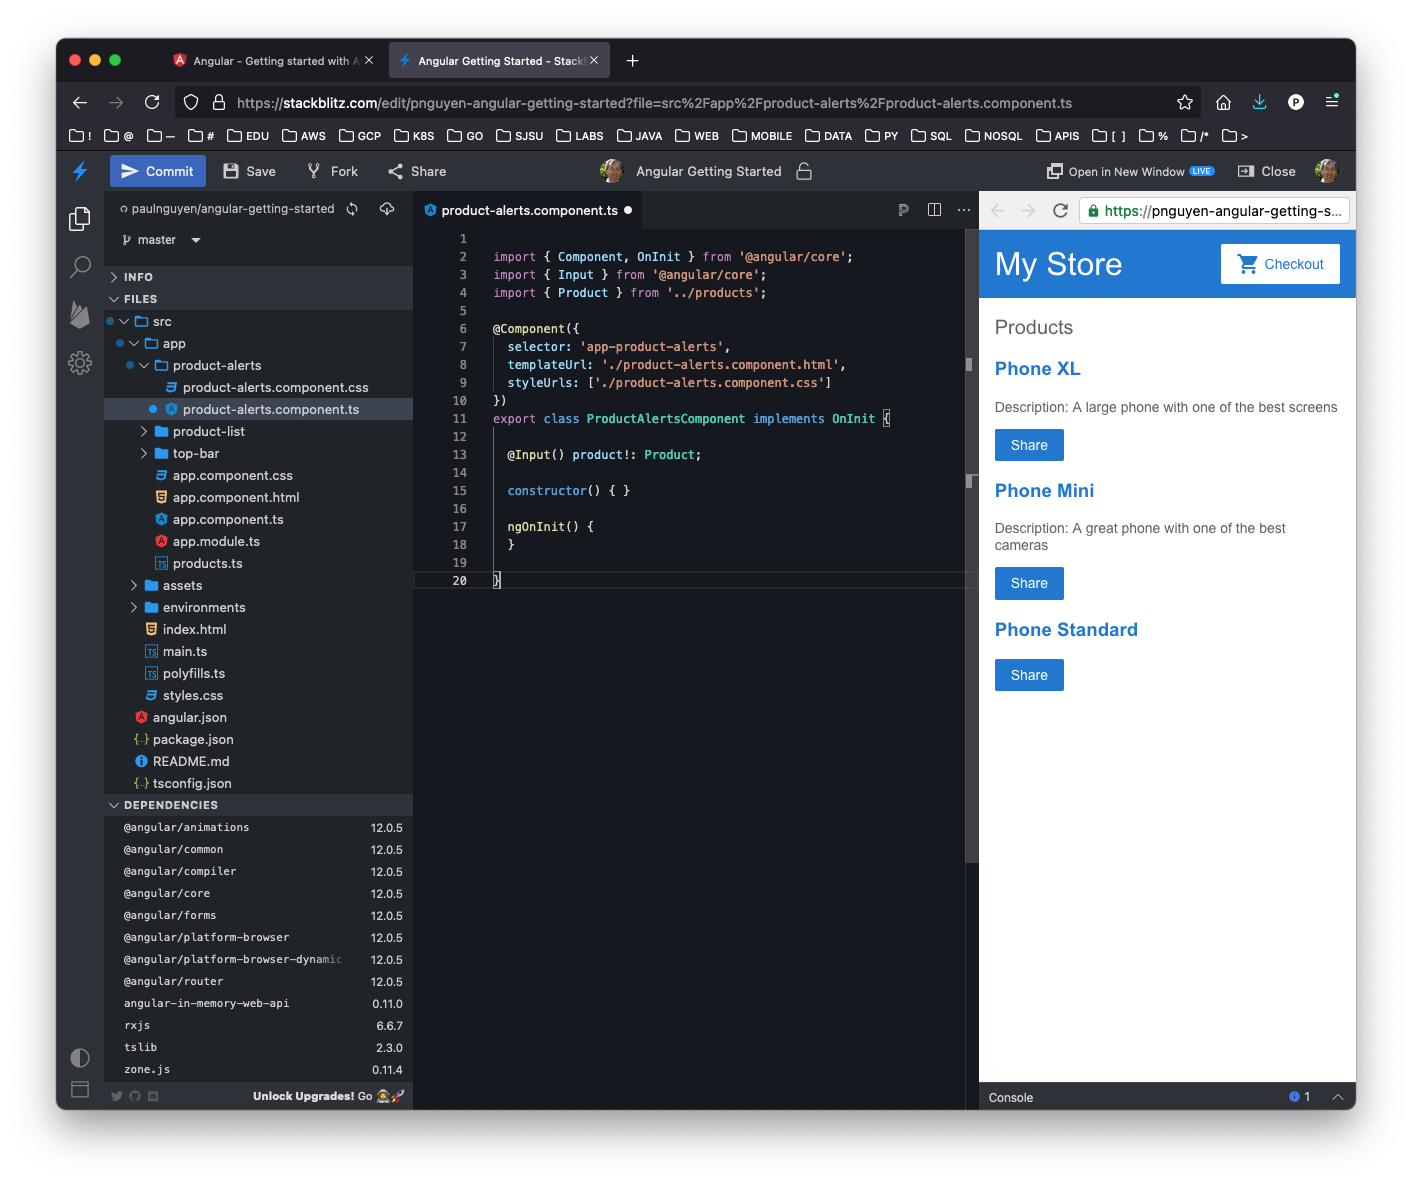 Angular - Getting started with A
Angular Getting Started - StackB
https://stackblitz.com/edit/pnguyen-angular-getting-started?file=src%2Fapp%2Fproduct-alerts%2Fproduct-alerts.component.ts
P
! @ — # EDU AWS GCP K8S GO SJSU LABS JAVA WEB MOBILE DATA PY SQL NOSQL APIS [ ] % /* >
Commit Save Fork Share Angular Getting Started Open in New Window LIVE Close
paulnguyen/angular-getting-started
master
INFO
FILES
src
app
product-alerts
product-alerts.component.css
product-alerts.component.ts
product-list
top-bar
app.component.css
app.component.html
app.component.ts
app.module.ts
products.ts
assets
environments
index.html
main.ts
polyfills.ts
styles.css
angular.json
package.json
README.md
tsconfig.json
DEPENDENCIES
@angular/animations 12.0.5
@angular/common 12.0.5
@angular/compiler 12.0.5
@angular/core 12.0.5
@angular/forms 12.0.5
@angular/platform-browser 12.0.5
@angular/platform-browser-dynamic 12.0.5
@angular/router 12.0.5
angular-in-memory-web-api 0.11.0
rxjs 6.6.7
tslib 2.3.0
zone.js 0.11.4
Unlock Upgrades! Go 👩‍🚀🚀
product-alerts.component.ts
1
2 import { Component, OnInit } from '@angular/core';
3 import { Input } from '@angular/core';
4 import { Product } from '../products';
5
6 @Component({
7 selector: 'app-product-alerts',
8 templateUrl: './product-alerts.component.html',
9 styleUrls: ['./product-alerts.component.css']
10 })
11 export class ProductAlertsComponent implements OnInit {
12
13 @Input() product!: Product;
14
15 constructor() { }
16
17 ngOnInit() {
18 }
19
20 }
https://pnguyen-angular-getting-s...
My Store
Checkout
Products
Phone XL
Description: A large phone with one of the best screens
Share
Phone Mini
Description: A great phone with one of the best
cameras
Share
Phone Standard
Share
Console 1